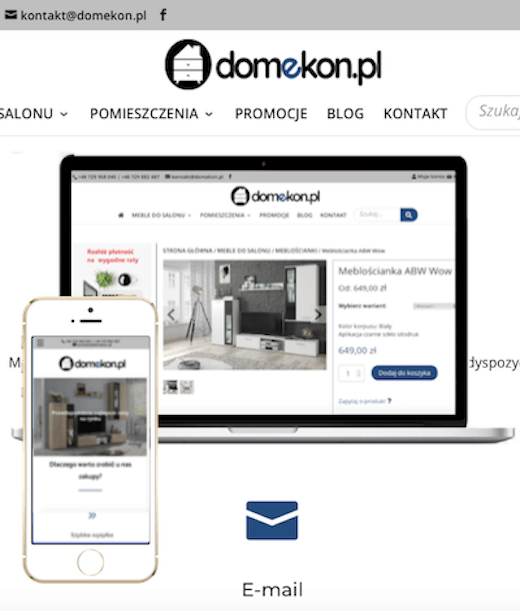 kontakt@domekon.pl
domekon.pl
SALONU
POMIESZCZENIA
PROMOCJE
BLOG
KONTAKT
Szukaj
+48 729 968 040 | +48 729 982 487
kontakt@domekon.pl
Moje konto
domekon.pl
MEBLE DO SALONU
POMIESZCZENIA
PROMOCJE
BLOG
KONTAKT
Szukaj...
Rozłóż płatność
na wygodne raty
STRONA GŁÓWNA / MEBLE DO SALONU / MEBLOŚCIANKI / Meblościanka ABW Wow
Meblościanka ABW Wow
Od: 649,00 zł
Wybierz wariant:
Kolor korpusu: Biały
Aplikacja czarne szkło
649,00 zł
1
Dodaj do koszyka
Zapytaj o produkt ?
M
dyspozy
domekon.pl
Dlaczego warto zrobić u nas
zakupy?
Szybka wysyłka
E-mail